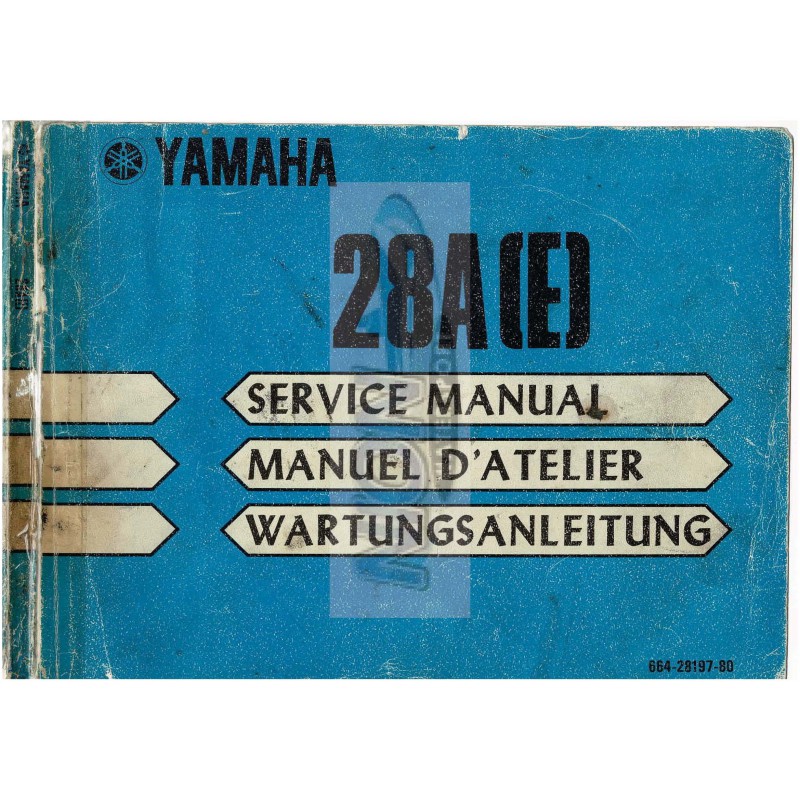 YAMAHA
28A(E)
SERVICE MANUAL
MANUEL D'ATELIER
WARTUNGSANLEITUNG
664-28197-80